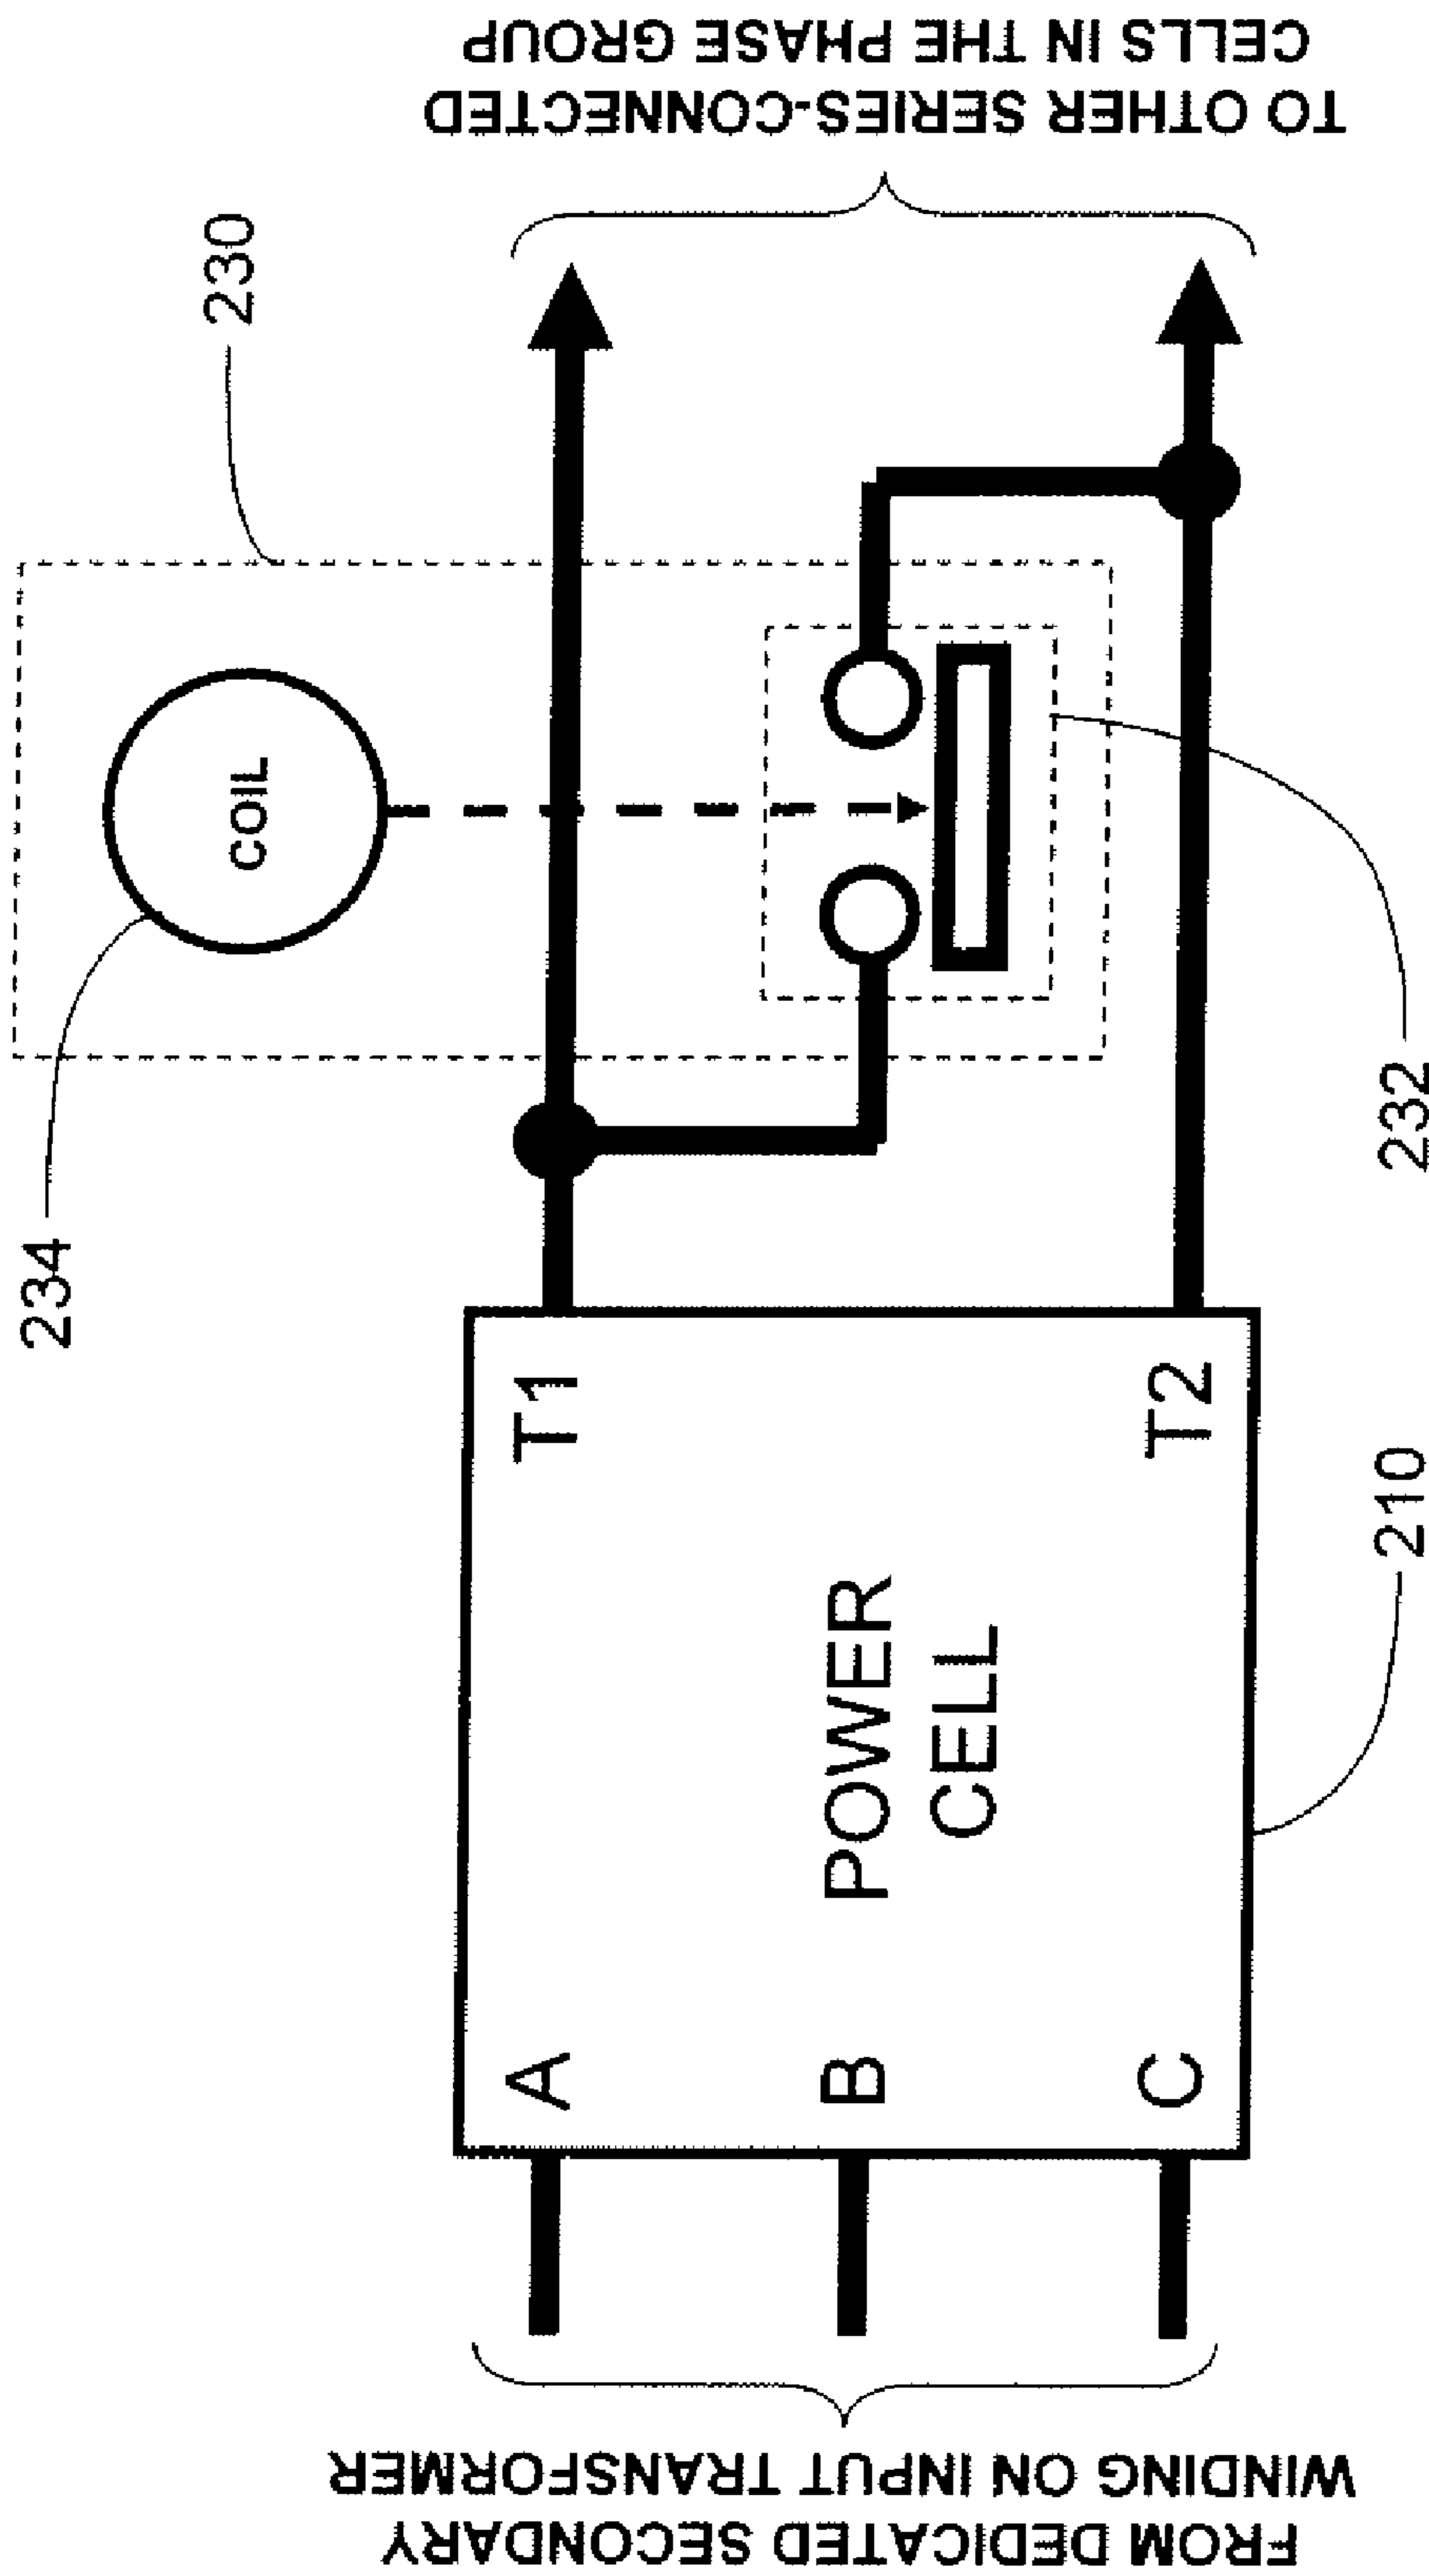 FROM DEDICATED SECONDARY
WINDING ON INPUT TRANSFORMER
A
B
C
POWER
CELL
T1
T2
210
234
COIL
232
230
TO OTHER SERIES-CONNECTED
CELLS IN THE PHASE GROUP